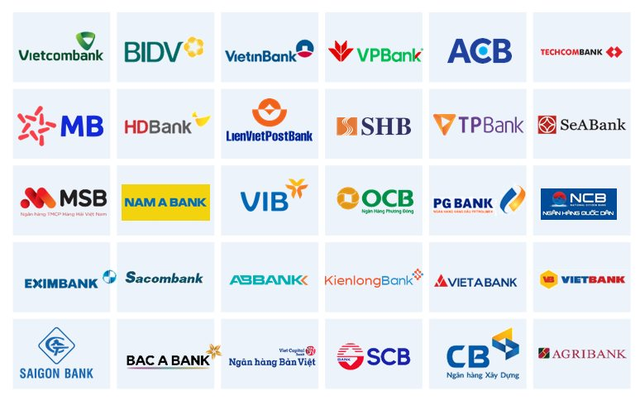 Vietcombank
BIDV
VietinBank
VPBank
ACB
TECHCOMBANK
MB
HDBank
LienVietPostBank
SHB
TPBank
SeABank
MSB
Ngân hàng TMCP Hàng Hải Việt Nam
NAM A BANK
VIB
OCB
Ngân Hàng Phương Đông
PG BANK
NCB
NGÂN HÀNG QUỐC DÂN
EXIMBANK
Sacombank
ABBANK
KienlongBank
VIETABANK
VB
VIETBANK
SAIGON BANK
BAC A BANK
Viet Capital Bank
Ngân hàng Bản Việt
SCB
CB
Ngân hàng Xây Dựng
AGRIBANK